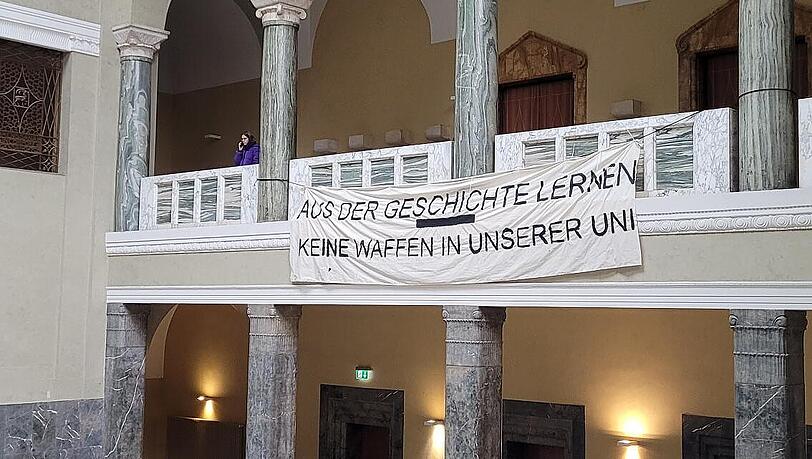 AUS DER GESCHICHTE LERNEN
KEINE WAFFEN IN UNSERER UNI